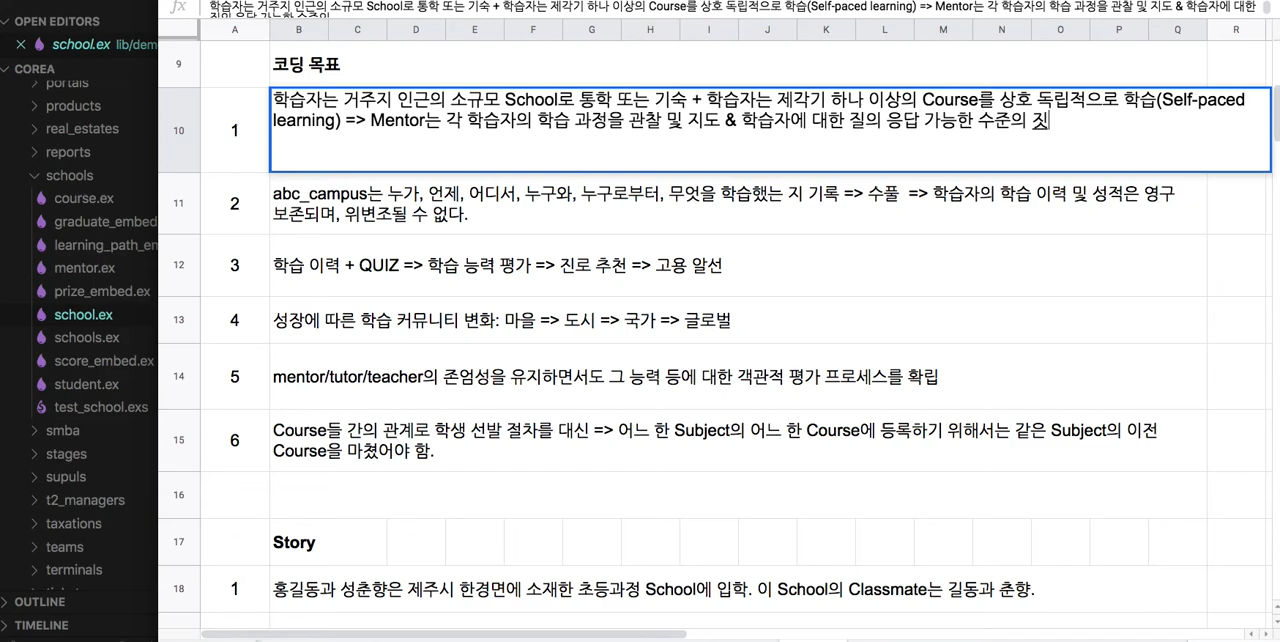 OPEN EDITORS
school.ex lib/dem
COREA
portals
products
real_estates
reports
schools
course.ex
graduate_embed
learning_path_em
mentor.ex
prize_embed.ex
school.ex
schools.ex
score_embed.ex
student.ex
test_school.exs
smba
stages
supuls
t2_managers
taxations
teams
terminals
OUTLINE
TIMELINE
fx
학습자는 거주지 인근의 소규모 School로 통학 또는 기숙 + 학습자는 제각기 하나 이상의 Course를 상호 독립적으로 학습(Self-paced learning) => Mentor는 각 학습자의 학습 과정을 관찰 및 지도 & 학습자에 대한
질의 응답 가능한 수준의
A B C D E F G H I J K L M N O P Q R
9 코딩 목표
10 1 학습자는 거주지 인근의 소규모 School로 통학 또는 기숙 + 학습자는 제각기 하나 이상의 Course를 상호 독립적으로 학습(Self-paced
learning) => Mentor는 각 학습자의 학습 과정을 관찰 및 지도 & 학습자에 대한 질의 응답 가능한 수준의 짓
11 2 abc_campus는 누가, 언제, 어디서, 누구와, 누구로부터, 무엇을 학습했는 지 기록 => 수풀 => 학습자의 학습 이력 및 성적은 영구
보존되며, 위변조될 수 없다.
12 3 학습 이력 + QUIZ => 학습 능력 평가 => 진로 추천 => 고용 알선
13 4 성장에 따른 학습 커뮤니티 변화: 마을 => 도시 => 국가 => 글로벌
14 5 mentor/tutor/teacher의 존엄성을 유지하면서도 그 능력 등에 대한 객관적 평가 프로세스를 확립
15 6 Course들 간의 관계로 학생 선발 절차를 대신 => 어느 한 Subject의 어느 한 Course에 등록하기 위해서는 같은 Subject의 이전
Course을 마쳤어야 함.
16
17 Story
18 1 홍길동과 성춘향은 제주시 한경면에 소재한 초등과정 School에 입학. 이 School의 Classmate는 길동과 춘향.